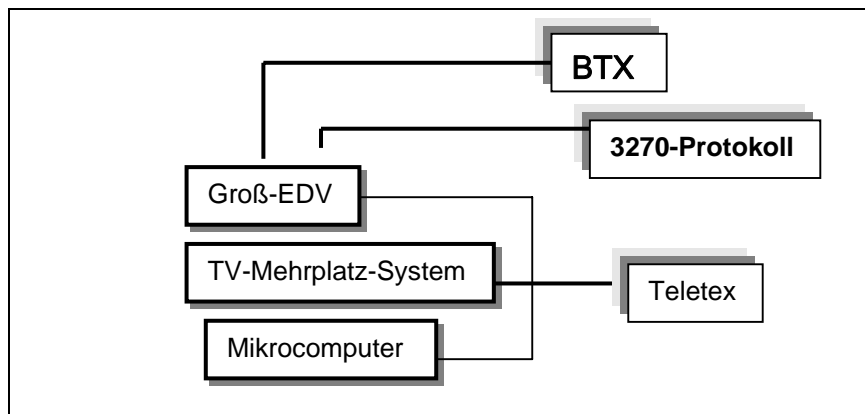 BTX
3270-Protokoll
Groß-EDV
TV-Mehrplatz-System
Teletex
Mikrocomputer